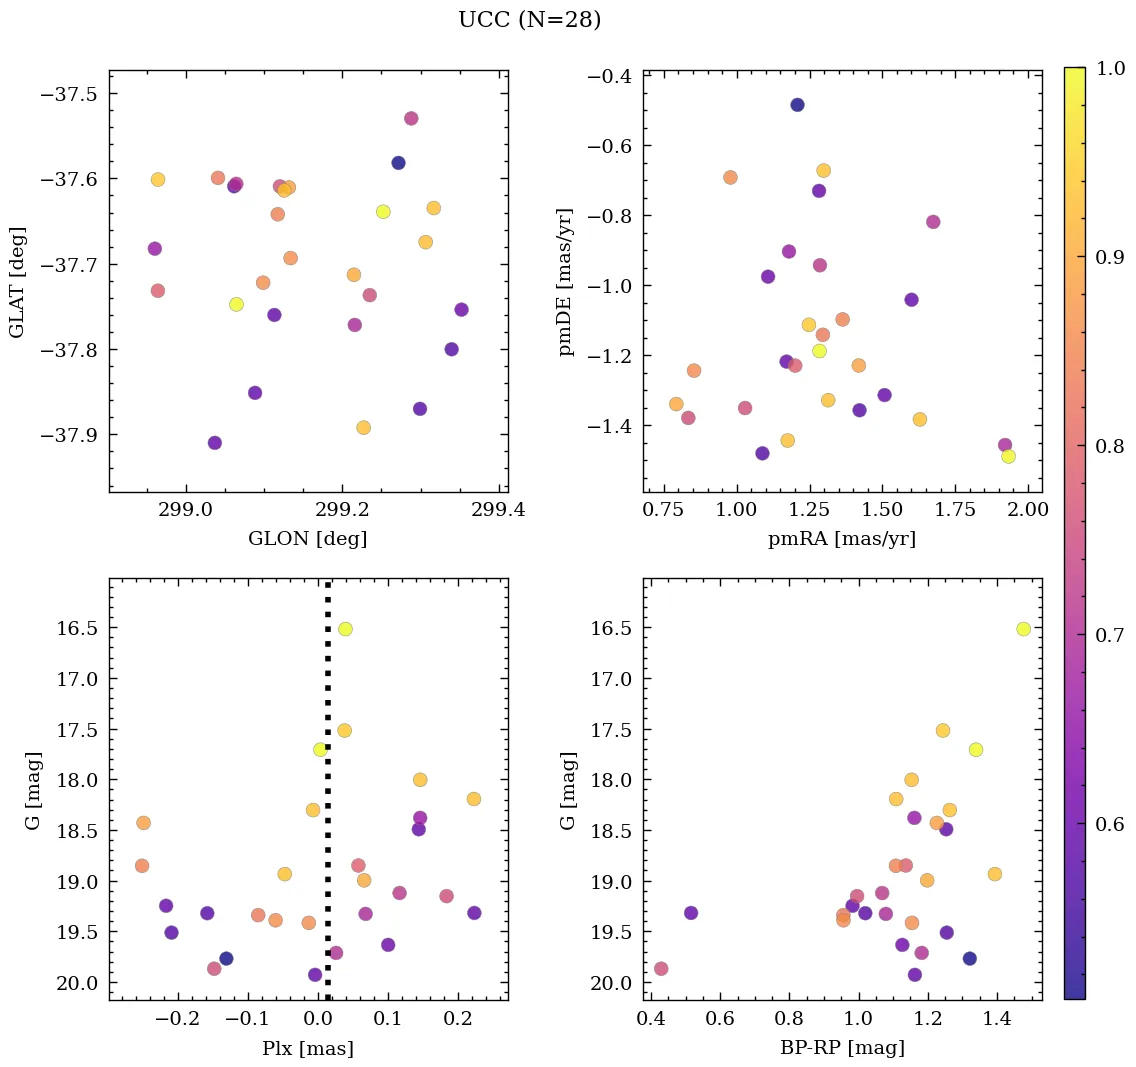 UCC (N=28)
−37.5
−37.6
−37.7
−37.8
−37.9
GLAT [deg]
299.0 299.2 299.4
GLON [deg]
−0.4
−0.6
−0.8
−1.0
−1.2
−1.4
pmDE [mas/yr]
0.75 1.00 1.25 1.50 1.75 2.00
pmRA [mas/yr]
1.0
0.9
0.8
0.7
0.6
16.5
17.0
17.5
18.0
18.5
19.0
19.5
20.0
G [mag]
−0.2 −0.1 0.0 0.1 0.2
Plx [mas]
16.5
17.0
17.5
18.0
18.5
19.0
19.5
20.0
G [mag]
0.4 0.6 0.8 1.0 1.2 1.4
BP-RP [mag]